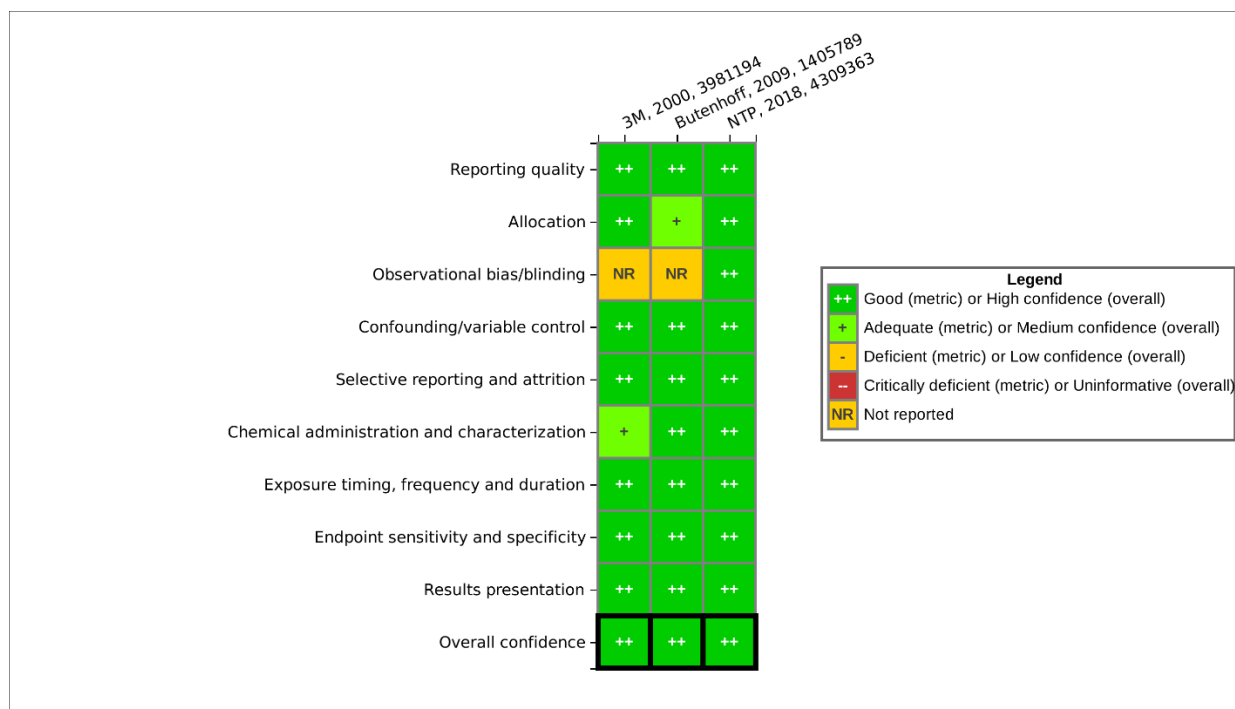 3M, 2000, 3981194
Butenhoff, 2009, 1405789
NTP, 2018, 4309363
Reporting quality ++ ++ ++
Allocation ++ + ++
Observational bias/blinding NR NR ++
Confounding/variable control ++ ++ ++
Selective reporting and attrition ++ ++ ++
Chemical administration and characterization + ++ ++
Exposure timing, frequency and duration ++ ++ ++
Endpoint sensitivity and specificity ++ ++ ++
Results presentation ++ ++ ++
Overall confidence ++ ++ ++
Legend
++ Good (metric) or High confidence (overall)
+ Adequate (metric) or Medium confidence (overall)
- Deficient (metric) or Low confidence (overall)
-- Critically deficient (metric) or Uninformative (overall)
NR Not reported